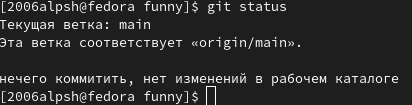 [2006alpsh@fedora funny]$ git status
Текущая ветка: main
Эта ветка соответствует «origin/main».
нечего коммитить, нет изменений в рабочем каталоге
[2006alpsh@fedora funny]$